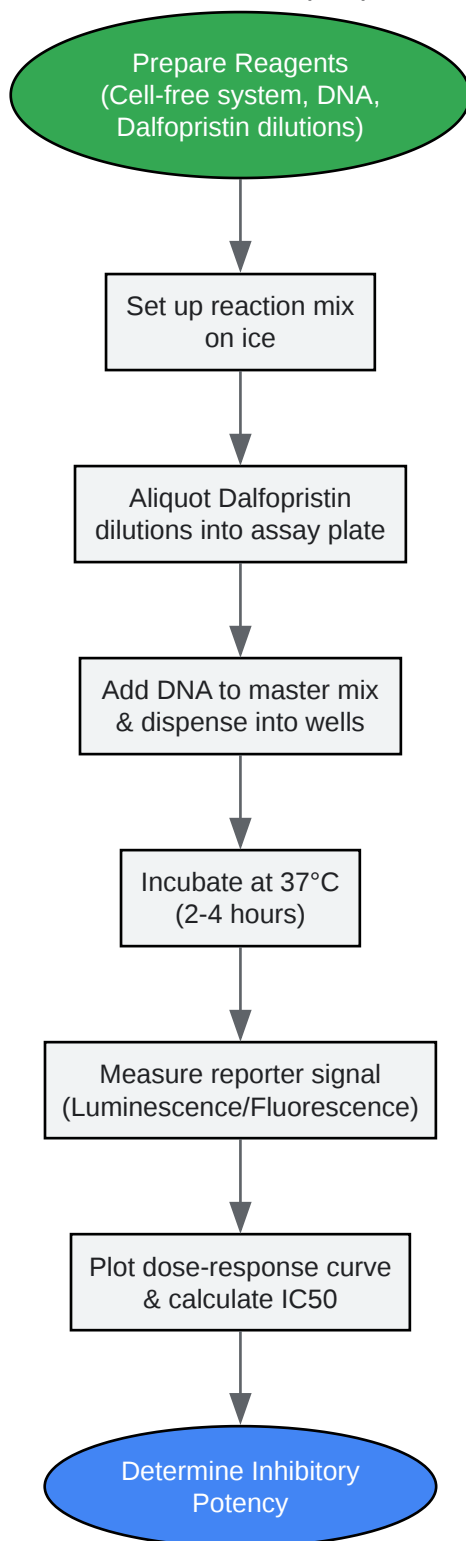 Prepare Reagents
(Cell-free system, DNA,
Dalfopristin dilutions)
Set up reaction mix
on ice
Aliquot Dalfopristin
dilutions into assay plate
Add DNA to master mix
& dispense into wells
Incubate at 37°C
(2-4 hours)
Measure reporter signal
(Luminescence/Fluorescence)
Plot dose-response curve
& calculate IC50
Determine Inhibitory
Potency